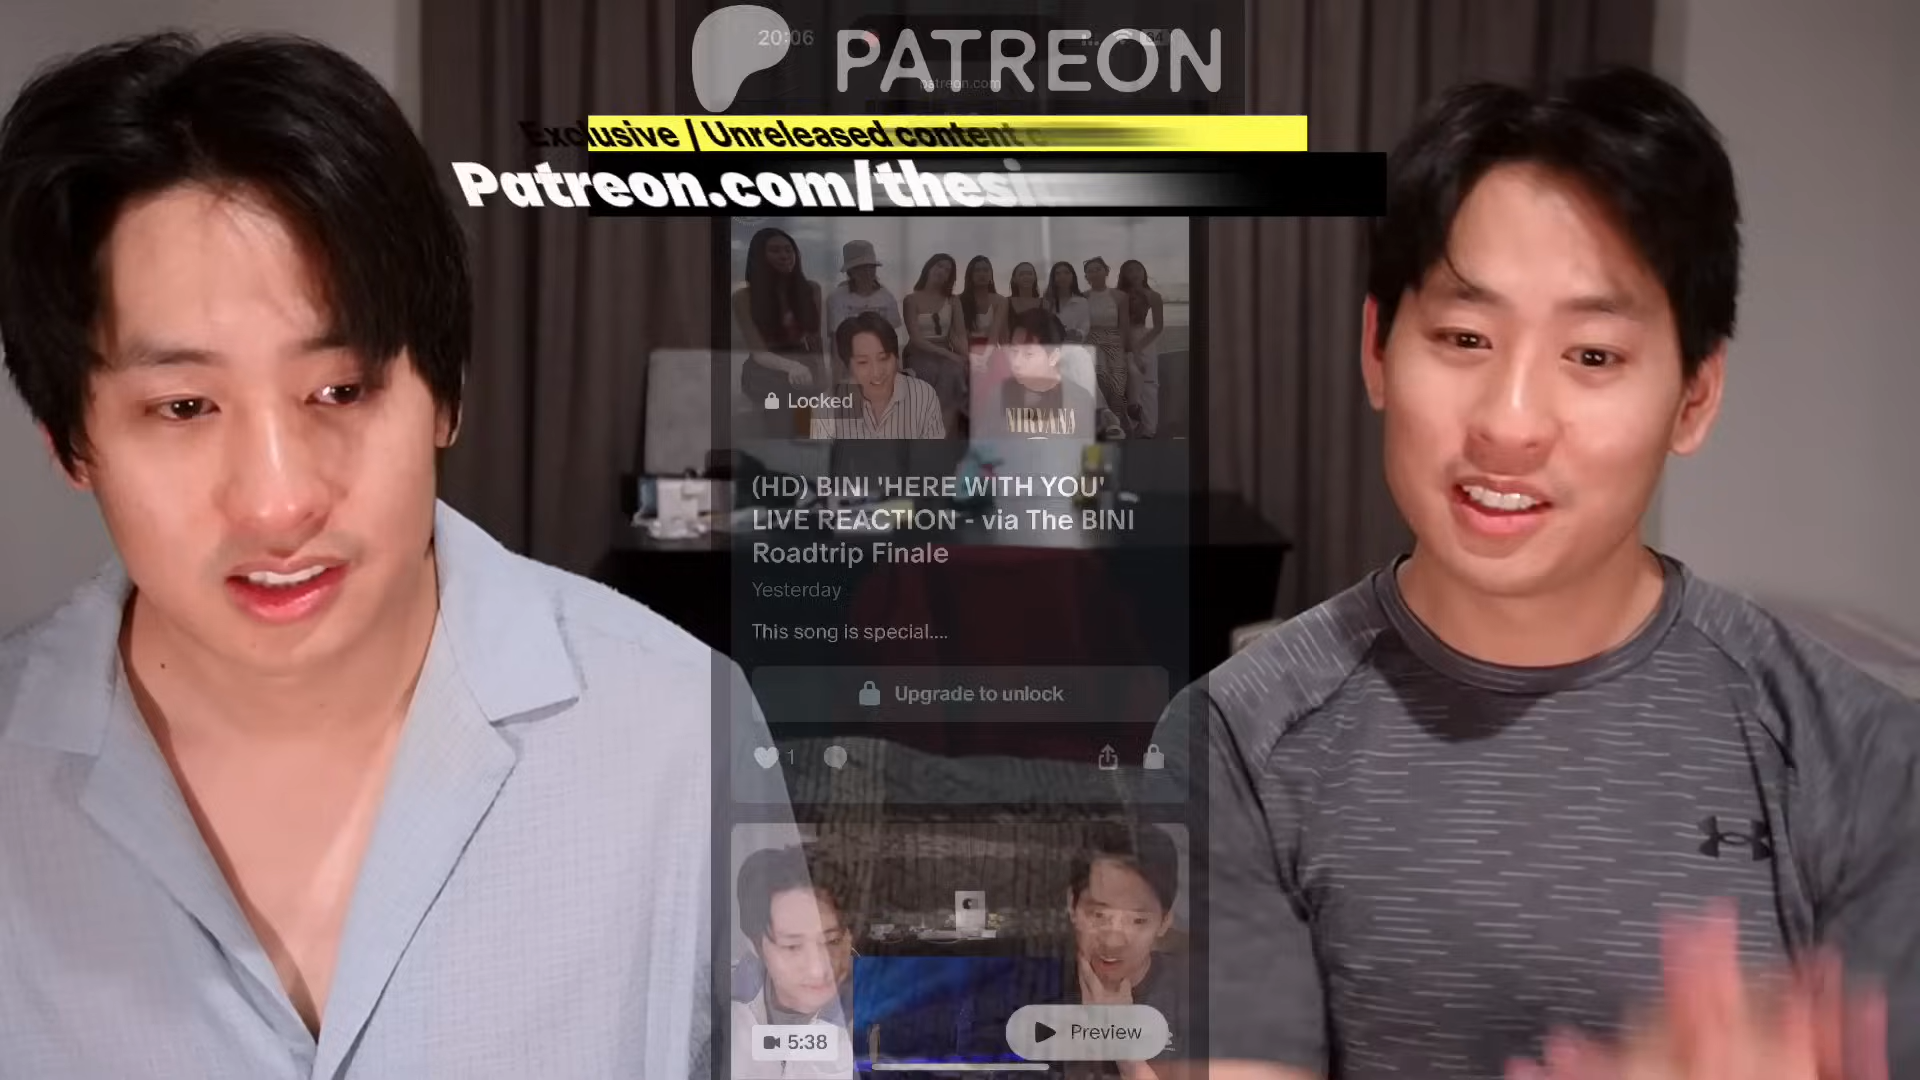 20:06
PATREON
patreon.com
Exclusive / Unreleased content
Patreon.com/thesi
Locked
NIRVANA
(HD) BINI 'HERE WITH YOU'
LIVE REACTION - via The BINI
Roadtrip Finale
Yesterday
This song is special....
Upgrade to unlock
1
5:38
Preview